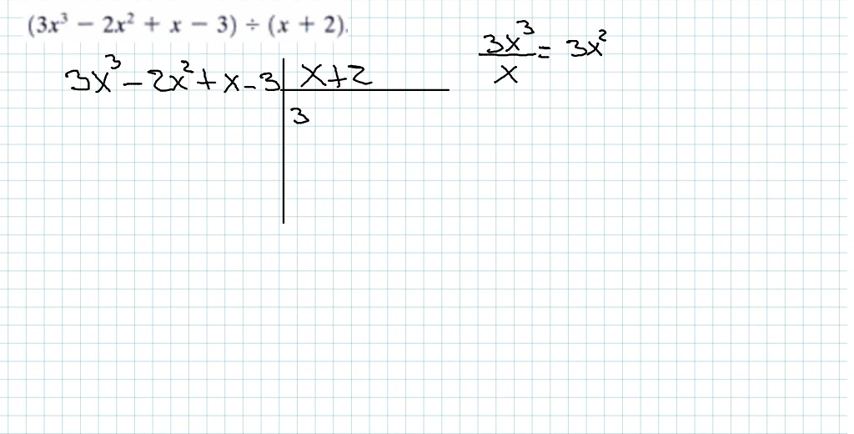 (3x³ − 2x² + x − 3) ÷ (x + 2).
3x³ − 2x² + x − 3 | x + 2
3
3x³/x = 3x²